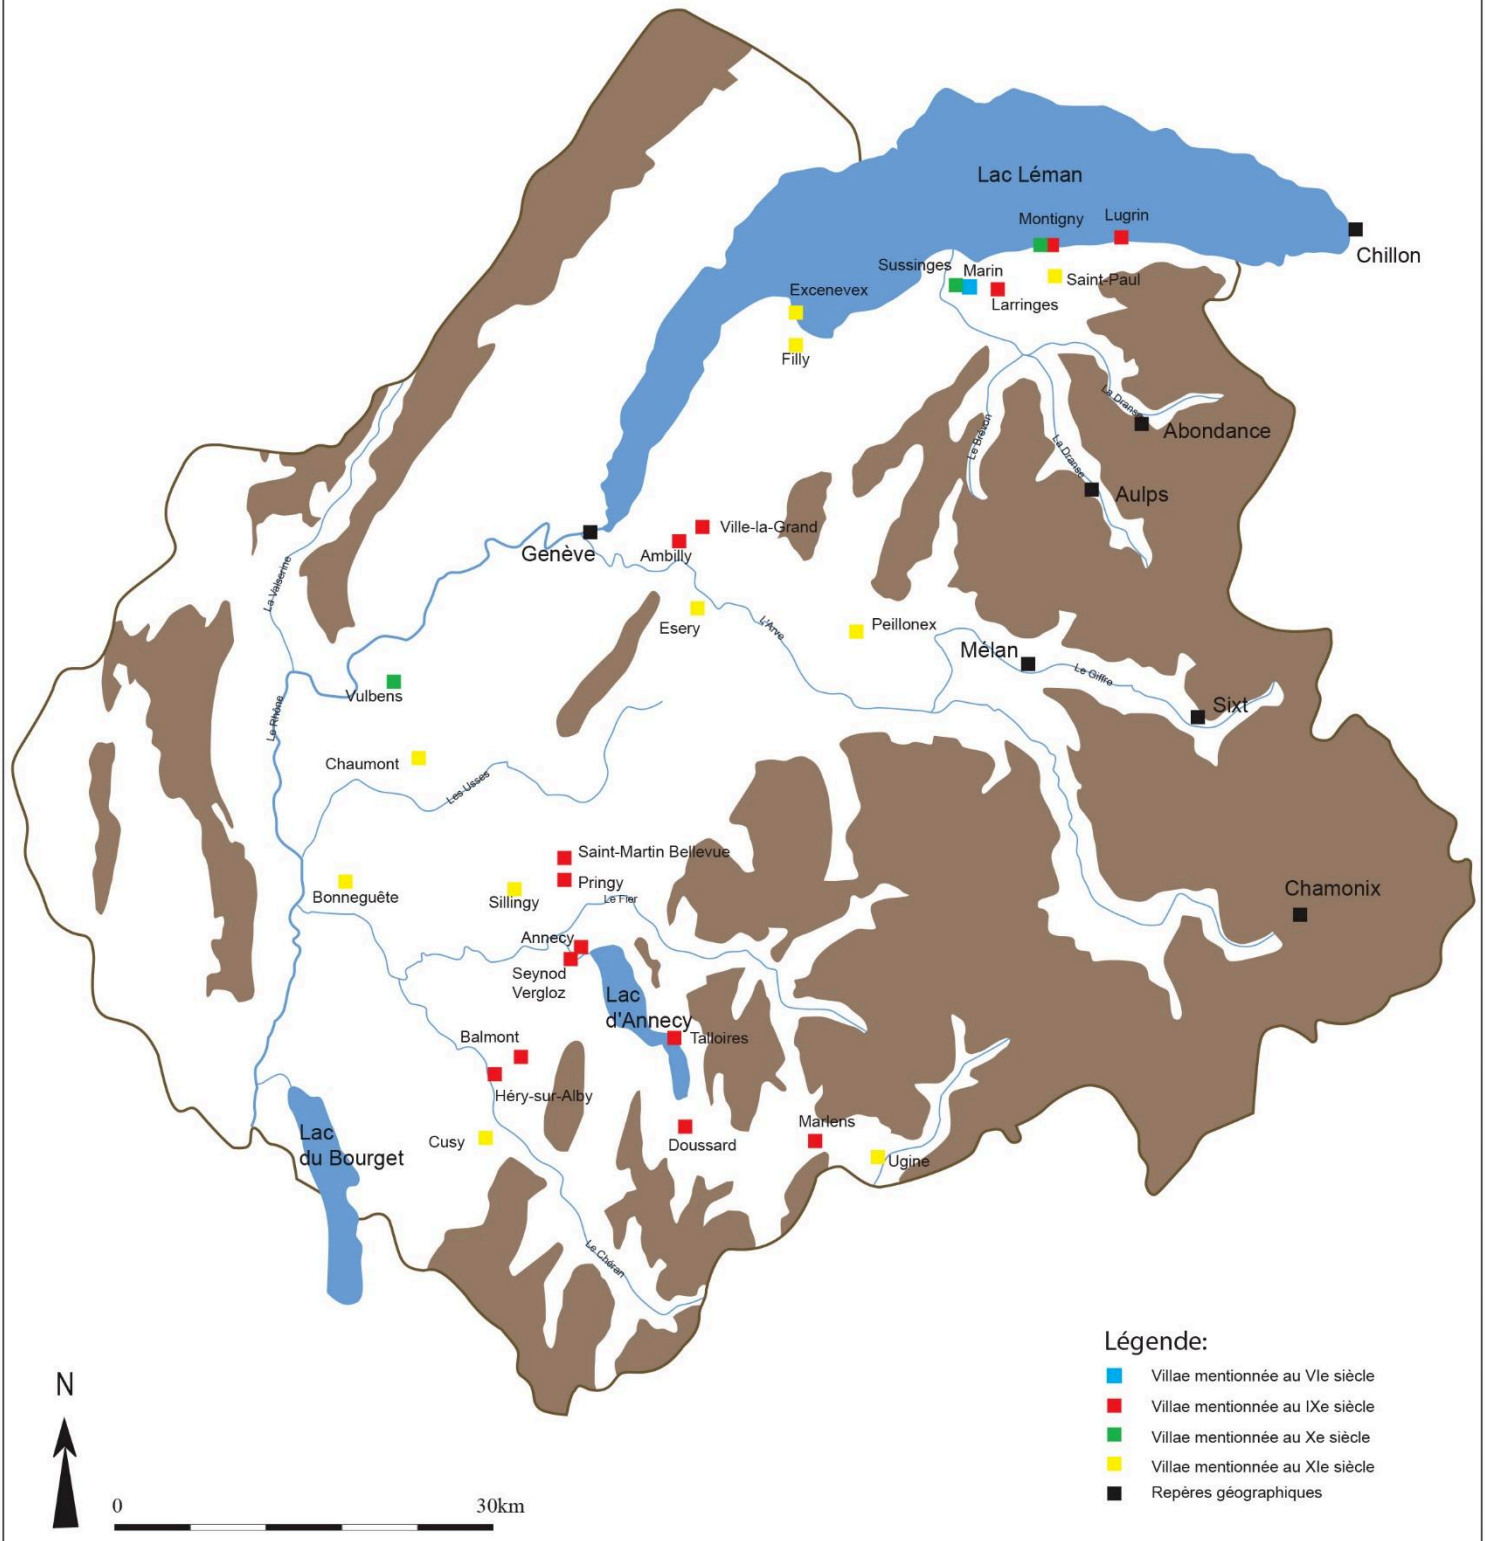 Lac Léman
Montigny
Lugrin
Chillon
Sussinges
Marin
Saint-Paul
Larringes
Excenevex
Filly
La Dranse
Abondance
Le Brevon
La Dranse
Aulps
Ville-la-Grand
Genève
Ambilly
La Valserine
Esery
L'Arve
Peillonex
Mélan
Le Giffre
Vulbens
Le Rhône
Sixt
Chaumont
Les Usses
Saint-Martin Bellevue
Pringy
Bonneguête
Sillingy
Le Fier
Chamonix
Annecy
Seynod
Vergloz
Lac
d'Annecy
Balmont
Talloires
Héry-sur-Alby
Marlens
Lac
du Bourget
Cusy
Doussard
Ugine
Le Chéran
Légende:
Villae mentionnée au VIe siècle
Villae mentionnée au IXe siècle
Villae mentionnée au Xe siècle
Villae mentionnée au XIe siècle
Repères géographiques
N
0 30km